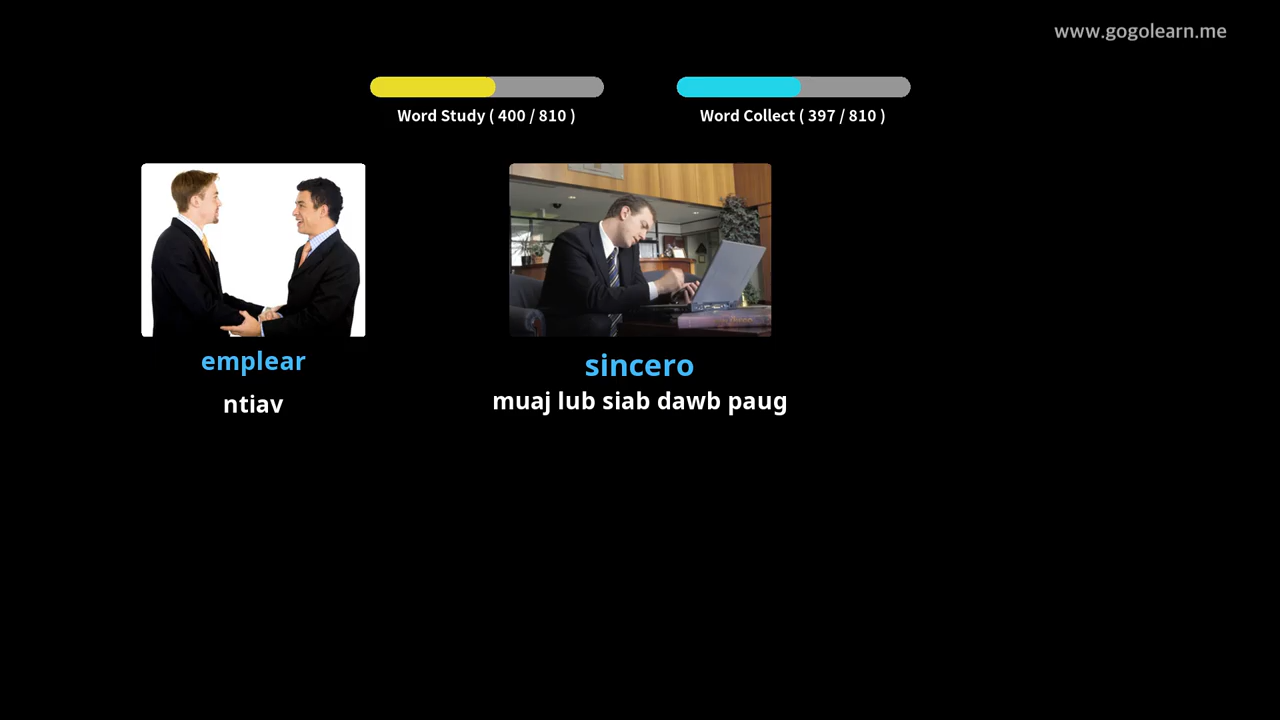 www.gogolearn.me
Word Study ( 400 / 810 )
Word Collect ( 397 / 810 )
emplear
ntiav
sincero
muaj lub siab dawb paug